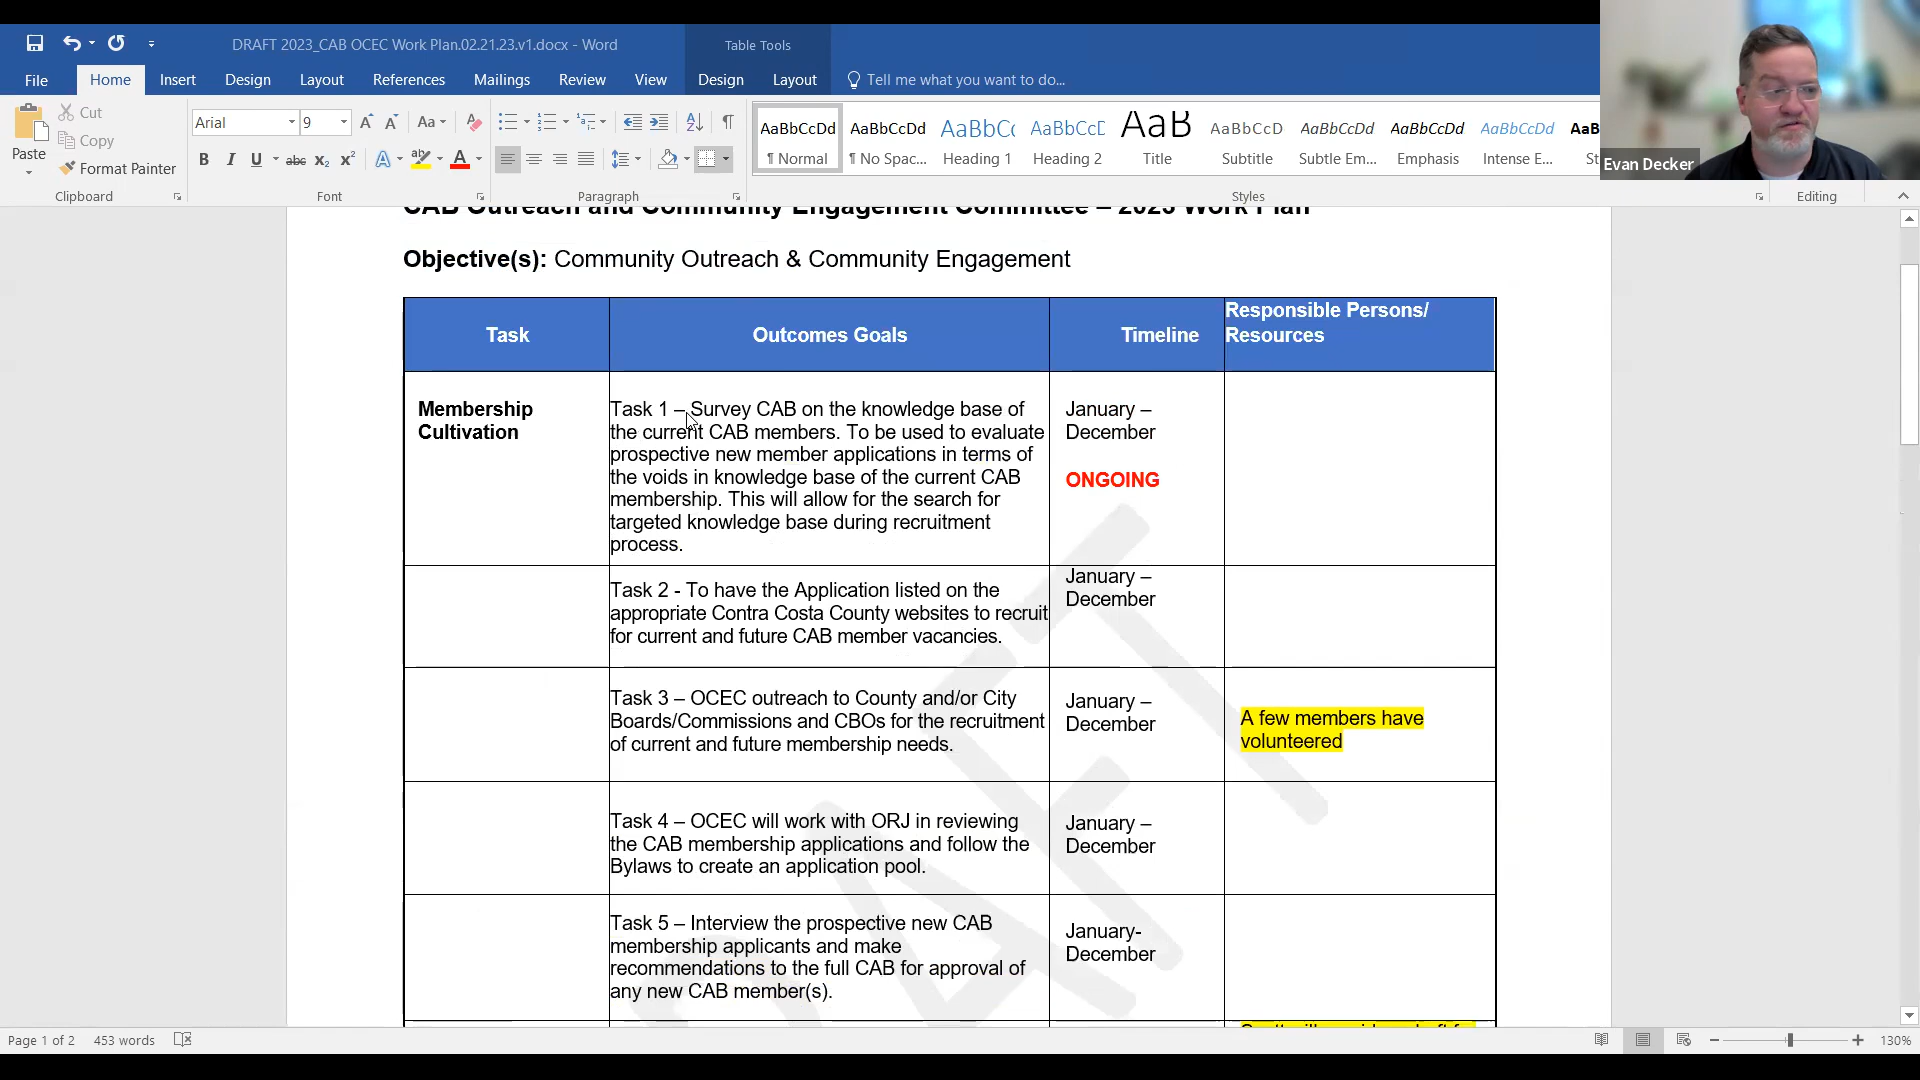 DRAFT 2023_CAB OCEC Work Plan.02.21.23.v1.docx - Word
Table Tools
File
Home
Insert
Design
Layout
References
Mailings
Review
View
Design
Layout
Tell me what you want to do...
Evan Decker
Paste
Cut
Copy
Format Painter
Clipboard
Arial
9
Font
Paragraph
AaBbCcDd
¶ Normal
AaBbCcDd
¶ No Spac...
AaBbCc
Heading 1
AaBbCcD
Heading 2
AaB
Title
AaBbCcD
Subtitle
AaBbCcDd
Subtle Em...
AaBbCcDd
Emphasis
AaBbCcDd
Intense E...
Styles
Editing
CAB Outreach and Community Engagement Committee – 2023 Work Plan
Objective(s): Community Outreach & Community Engagement
Task
Outcomes Goals
Timeline
Responsible Persons/
Resources
Membership
Cultivation
Task 1 – Survey CAB on the knowledge base of
the current CAB members. To be used to evaluate
prospective new member applications in terms of
the voids in knowledge base of the current CAB
membership. This will allow for the search for
targeted knowledge base during recruitment
process.
January –
December
ONGOING
Task 2 - To have the Application listed on the
appropriate Contra Costa County websites to recruit
for current and future CAB member vacancies.
January –
December
Task 3 – OCEC outreach to County and/or City
Boards/Commissions and CBOs for the recruitment
of current and future membership needs.
January –
December
A few members have
volunteered
Task 4 – OCEC will work with ORJ in reviewing
the CAB membership applications and follow the
Bylaws to create an application pool.
January –
December
Task 5 – Interview the prospective new CAB
membership applicants and make
recommendations to the full CAB for approval of
any new CAB member(s).
January-
December
Page 1 of 2
453 words
130%